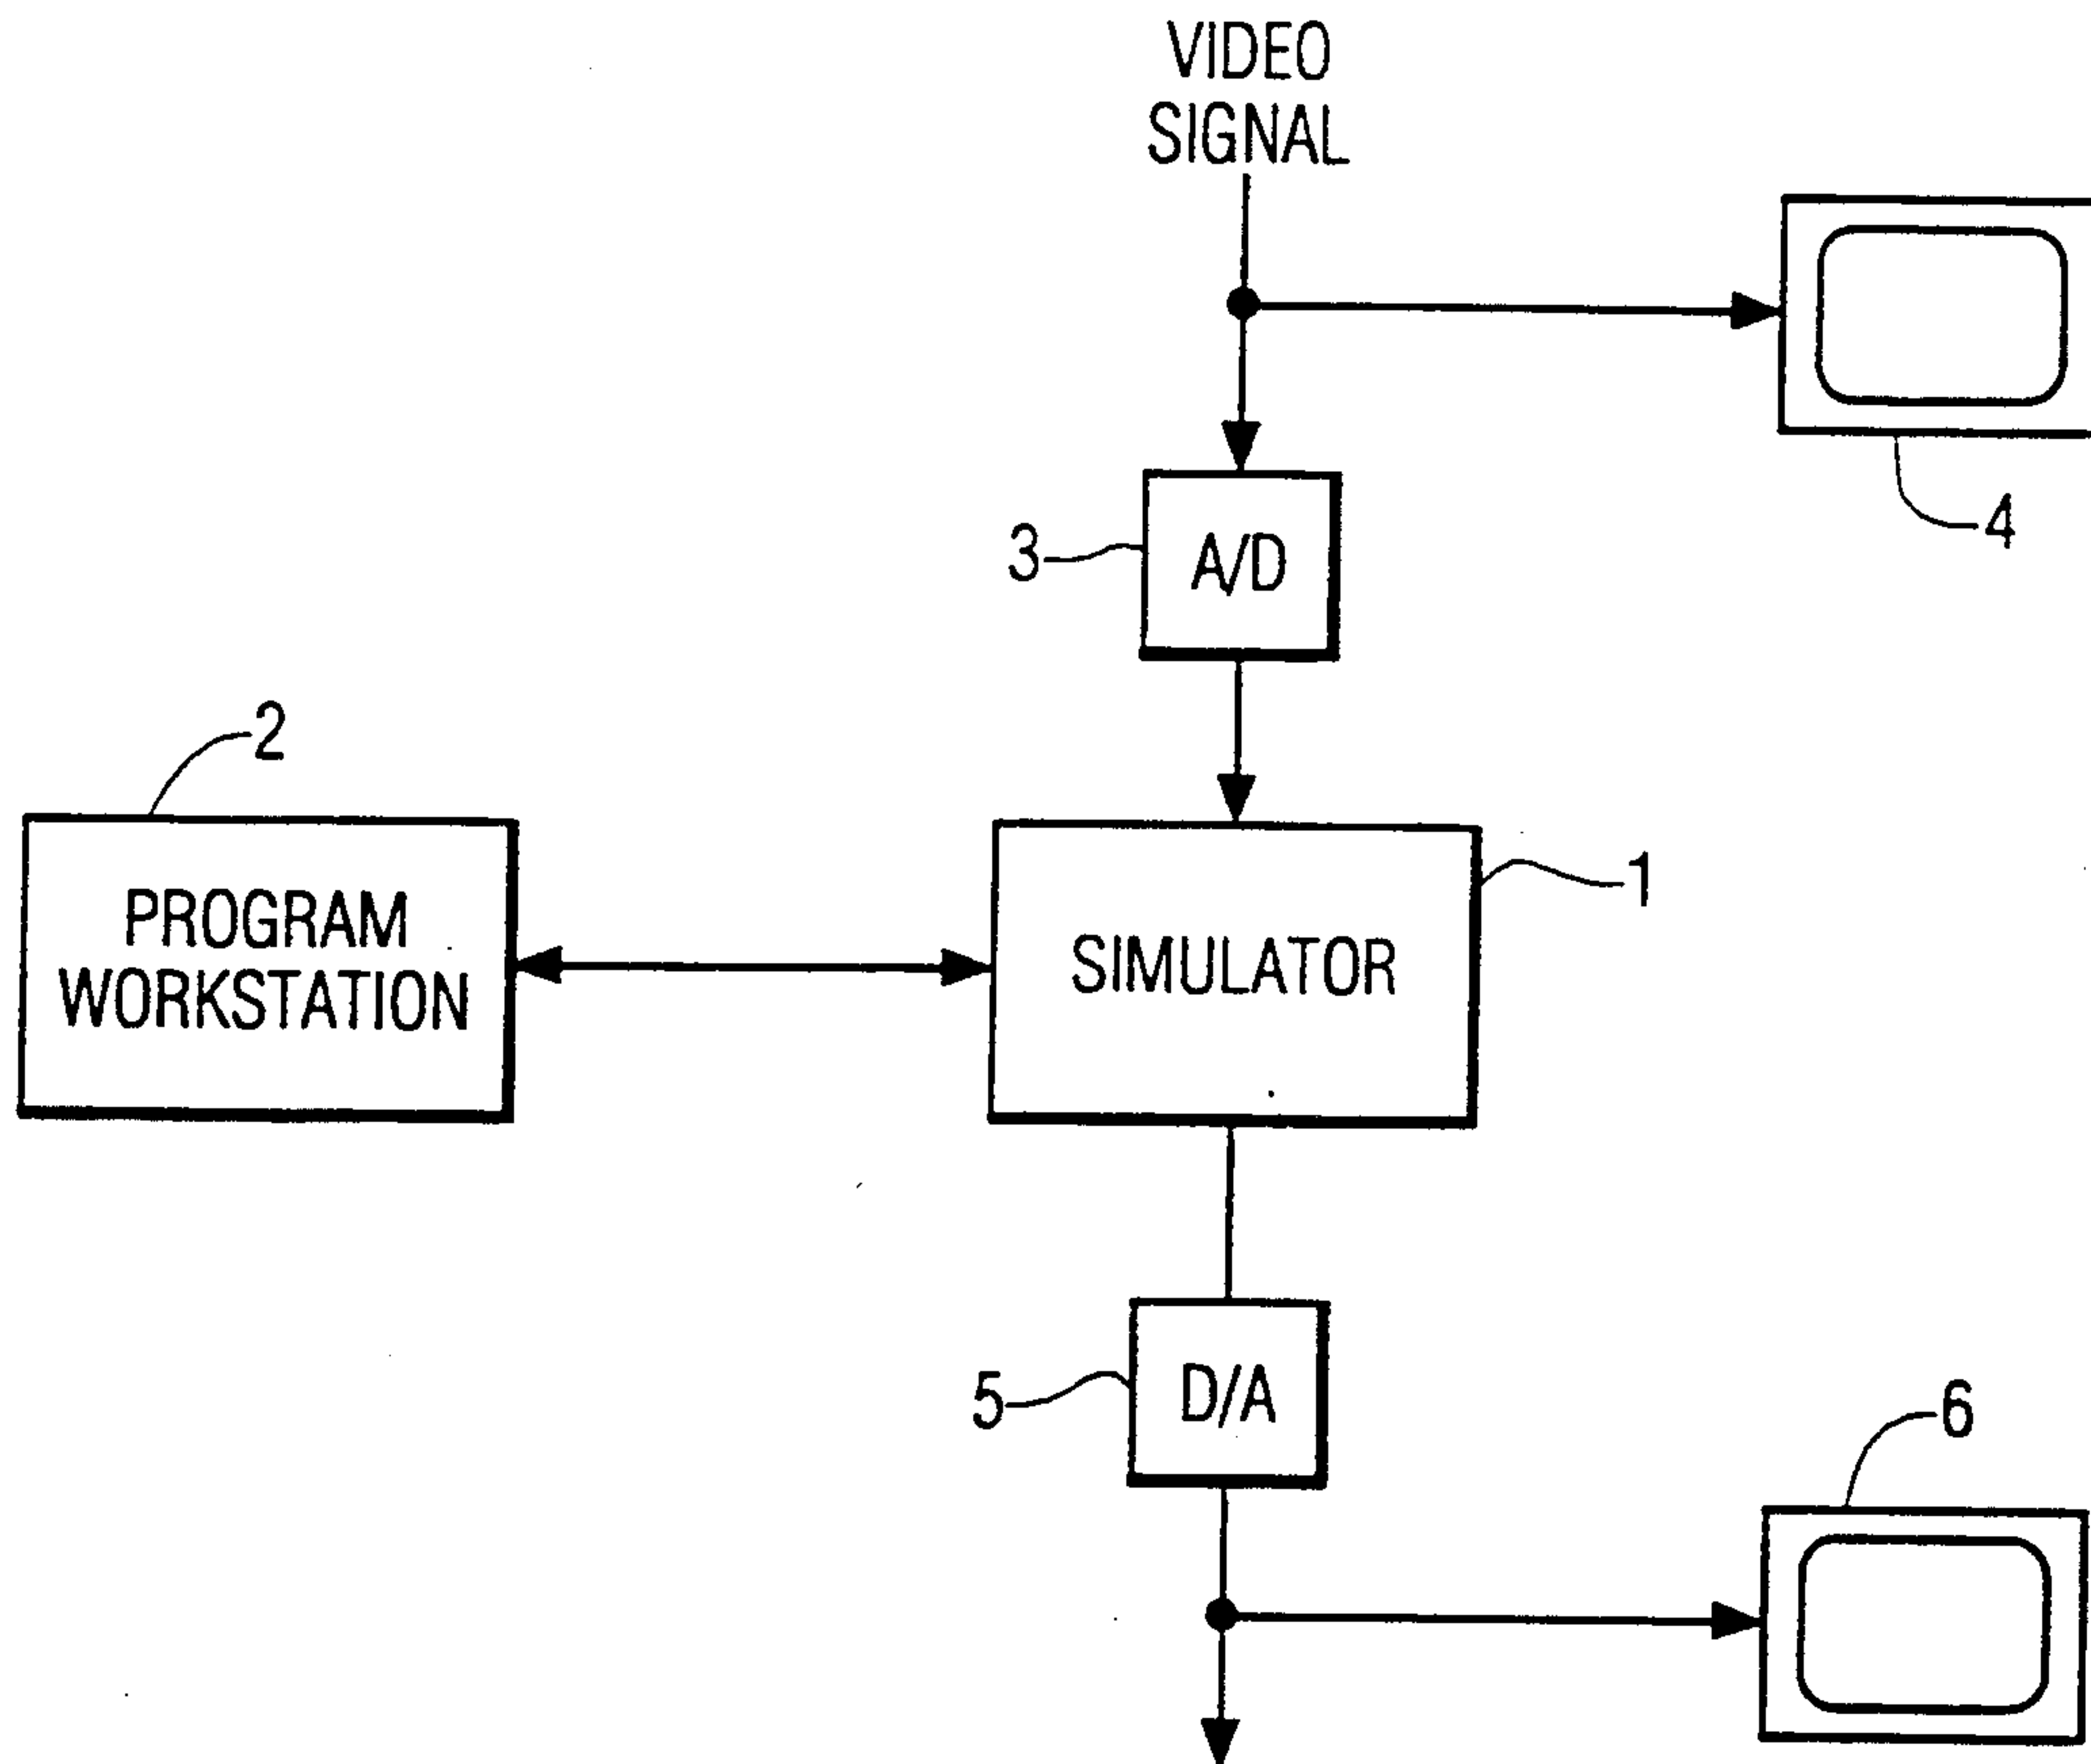 VIDEO
SIGNAL
4
3
A/D
2
1
PROGRAM
WORKSTATION
SIMULATOR
5
D/A
6